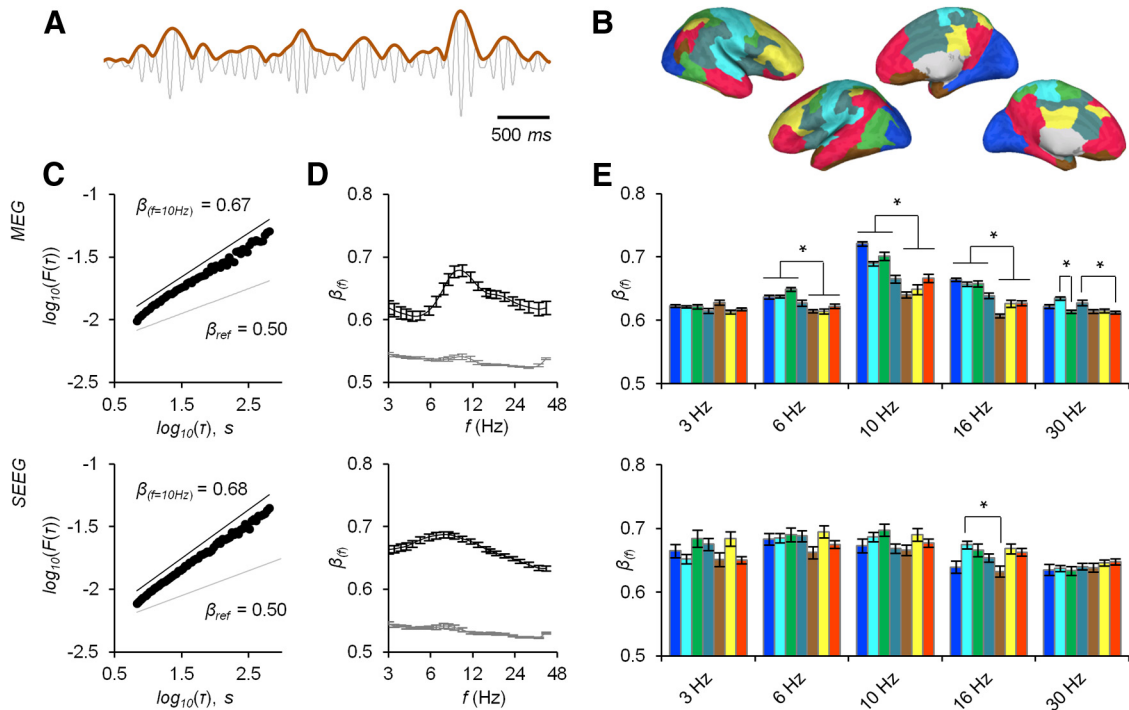 A
B
500 ms
C
D
E
MEG
log10(F(τ))
-1
-1.5
-2
-2.5
β(f=10Hz) = 0.67
βref = 0.50
0.5 1.5 2.5
log10(τ), s
β(f)
0.8
0.7
0.6
0.5
3 6 12 24 48
f (Hz)
β(f)
0.8
0.7
0.6
0.5
* * * * *
3 Hz 6 Hz 10 Hz 16 Hz 30 Hz
SEEG
log10(F(τ))
-1
-1.5
-2
-2.5
β(f=10Hz) = 0.68
βref = 0.50
0.5 1.5 2.5
log10(τ), s
β(f)
0.8
0.7
0.6
0.5
3 6 12 24 48
f (Hz)
β(f)
0.8
0.7
0.6
0.5
*
3 Hz 6 Hz 10 Hz 16 Hz 30 Hz